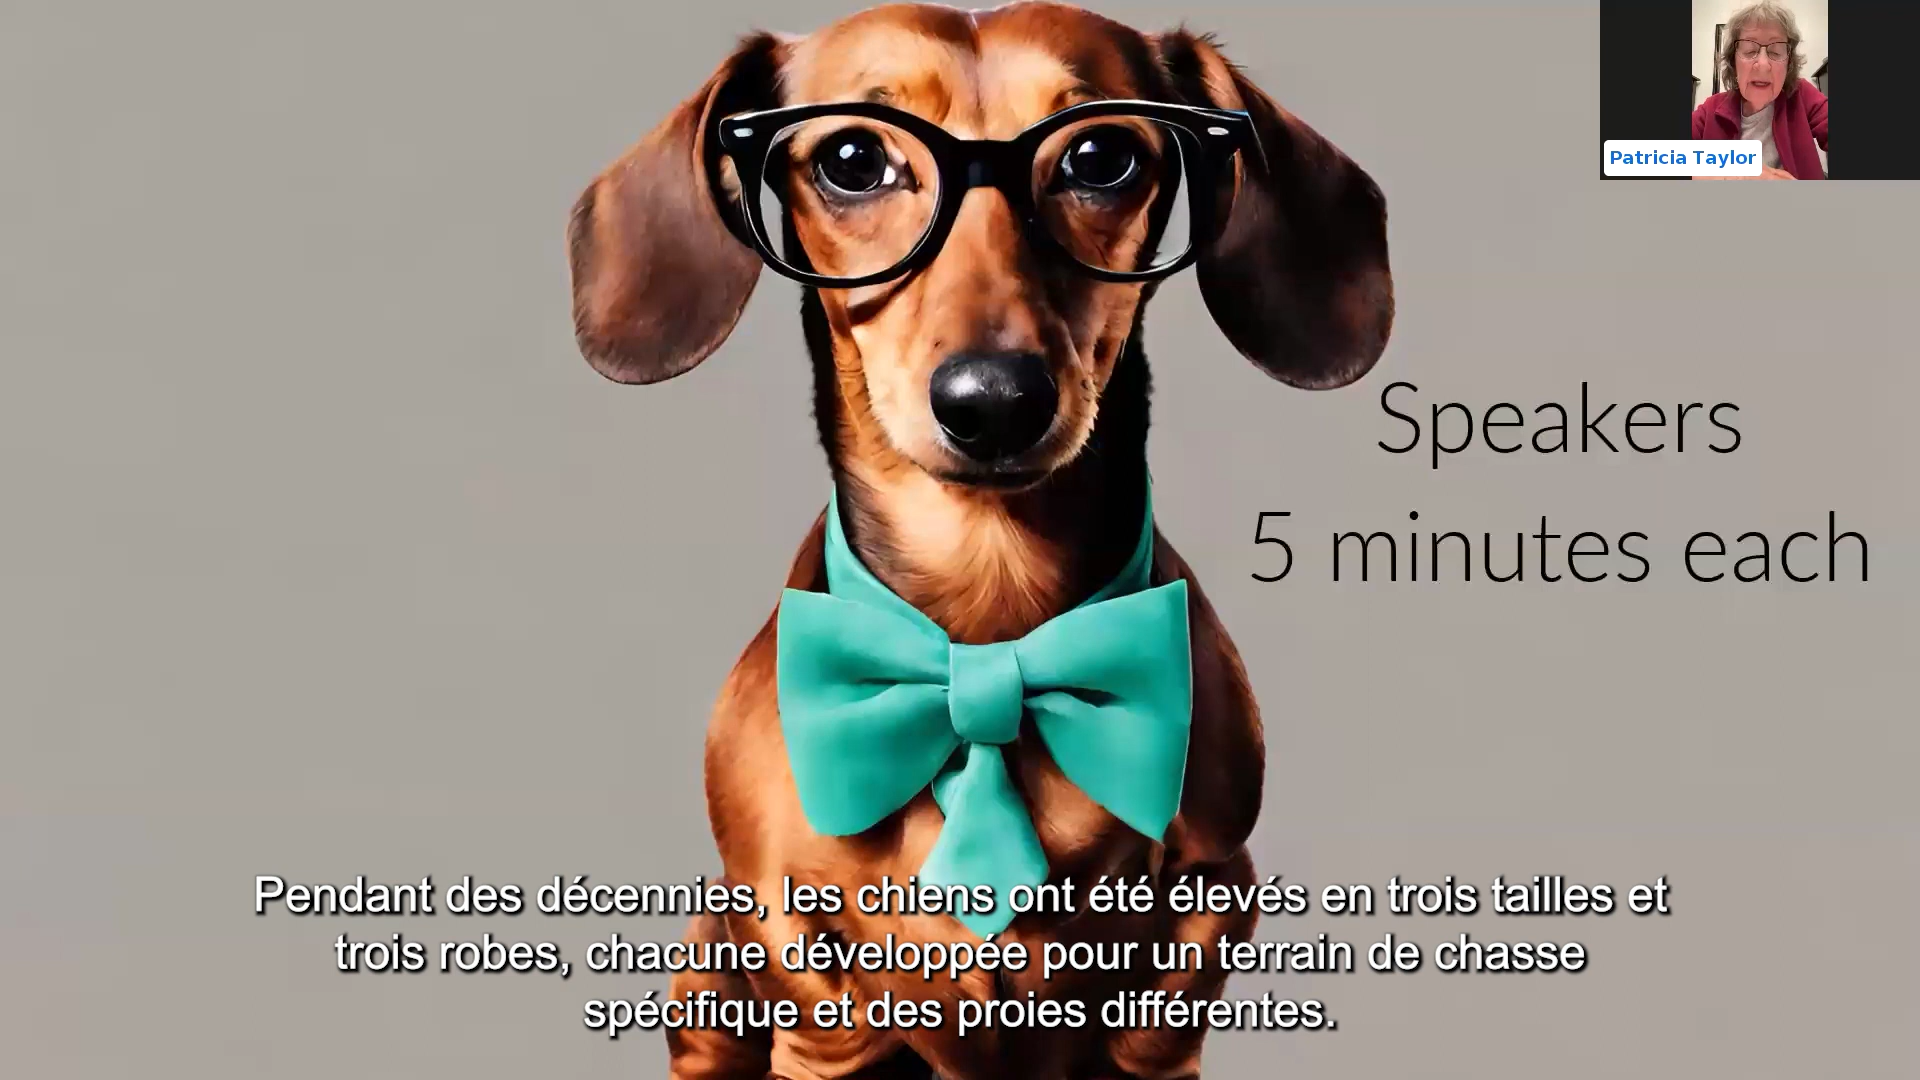 Patricia Taylor
Speakers
5 minutes each
Pendant des décennies, les chiens ont été élevés en trois tailles et
trois robes, chacune développée pour un terrain de chasse
spécifique et des proies différentes.